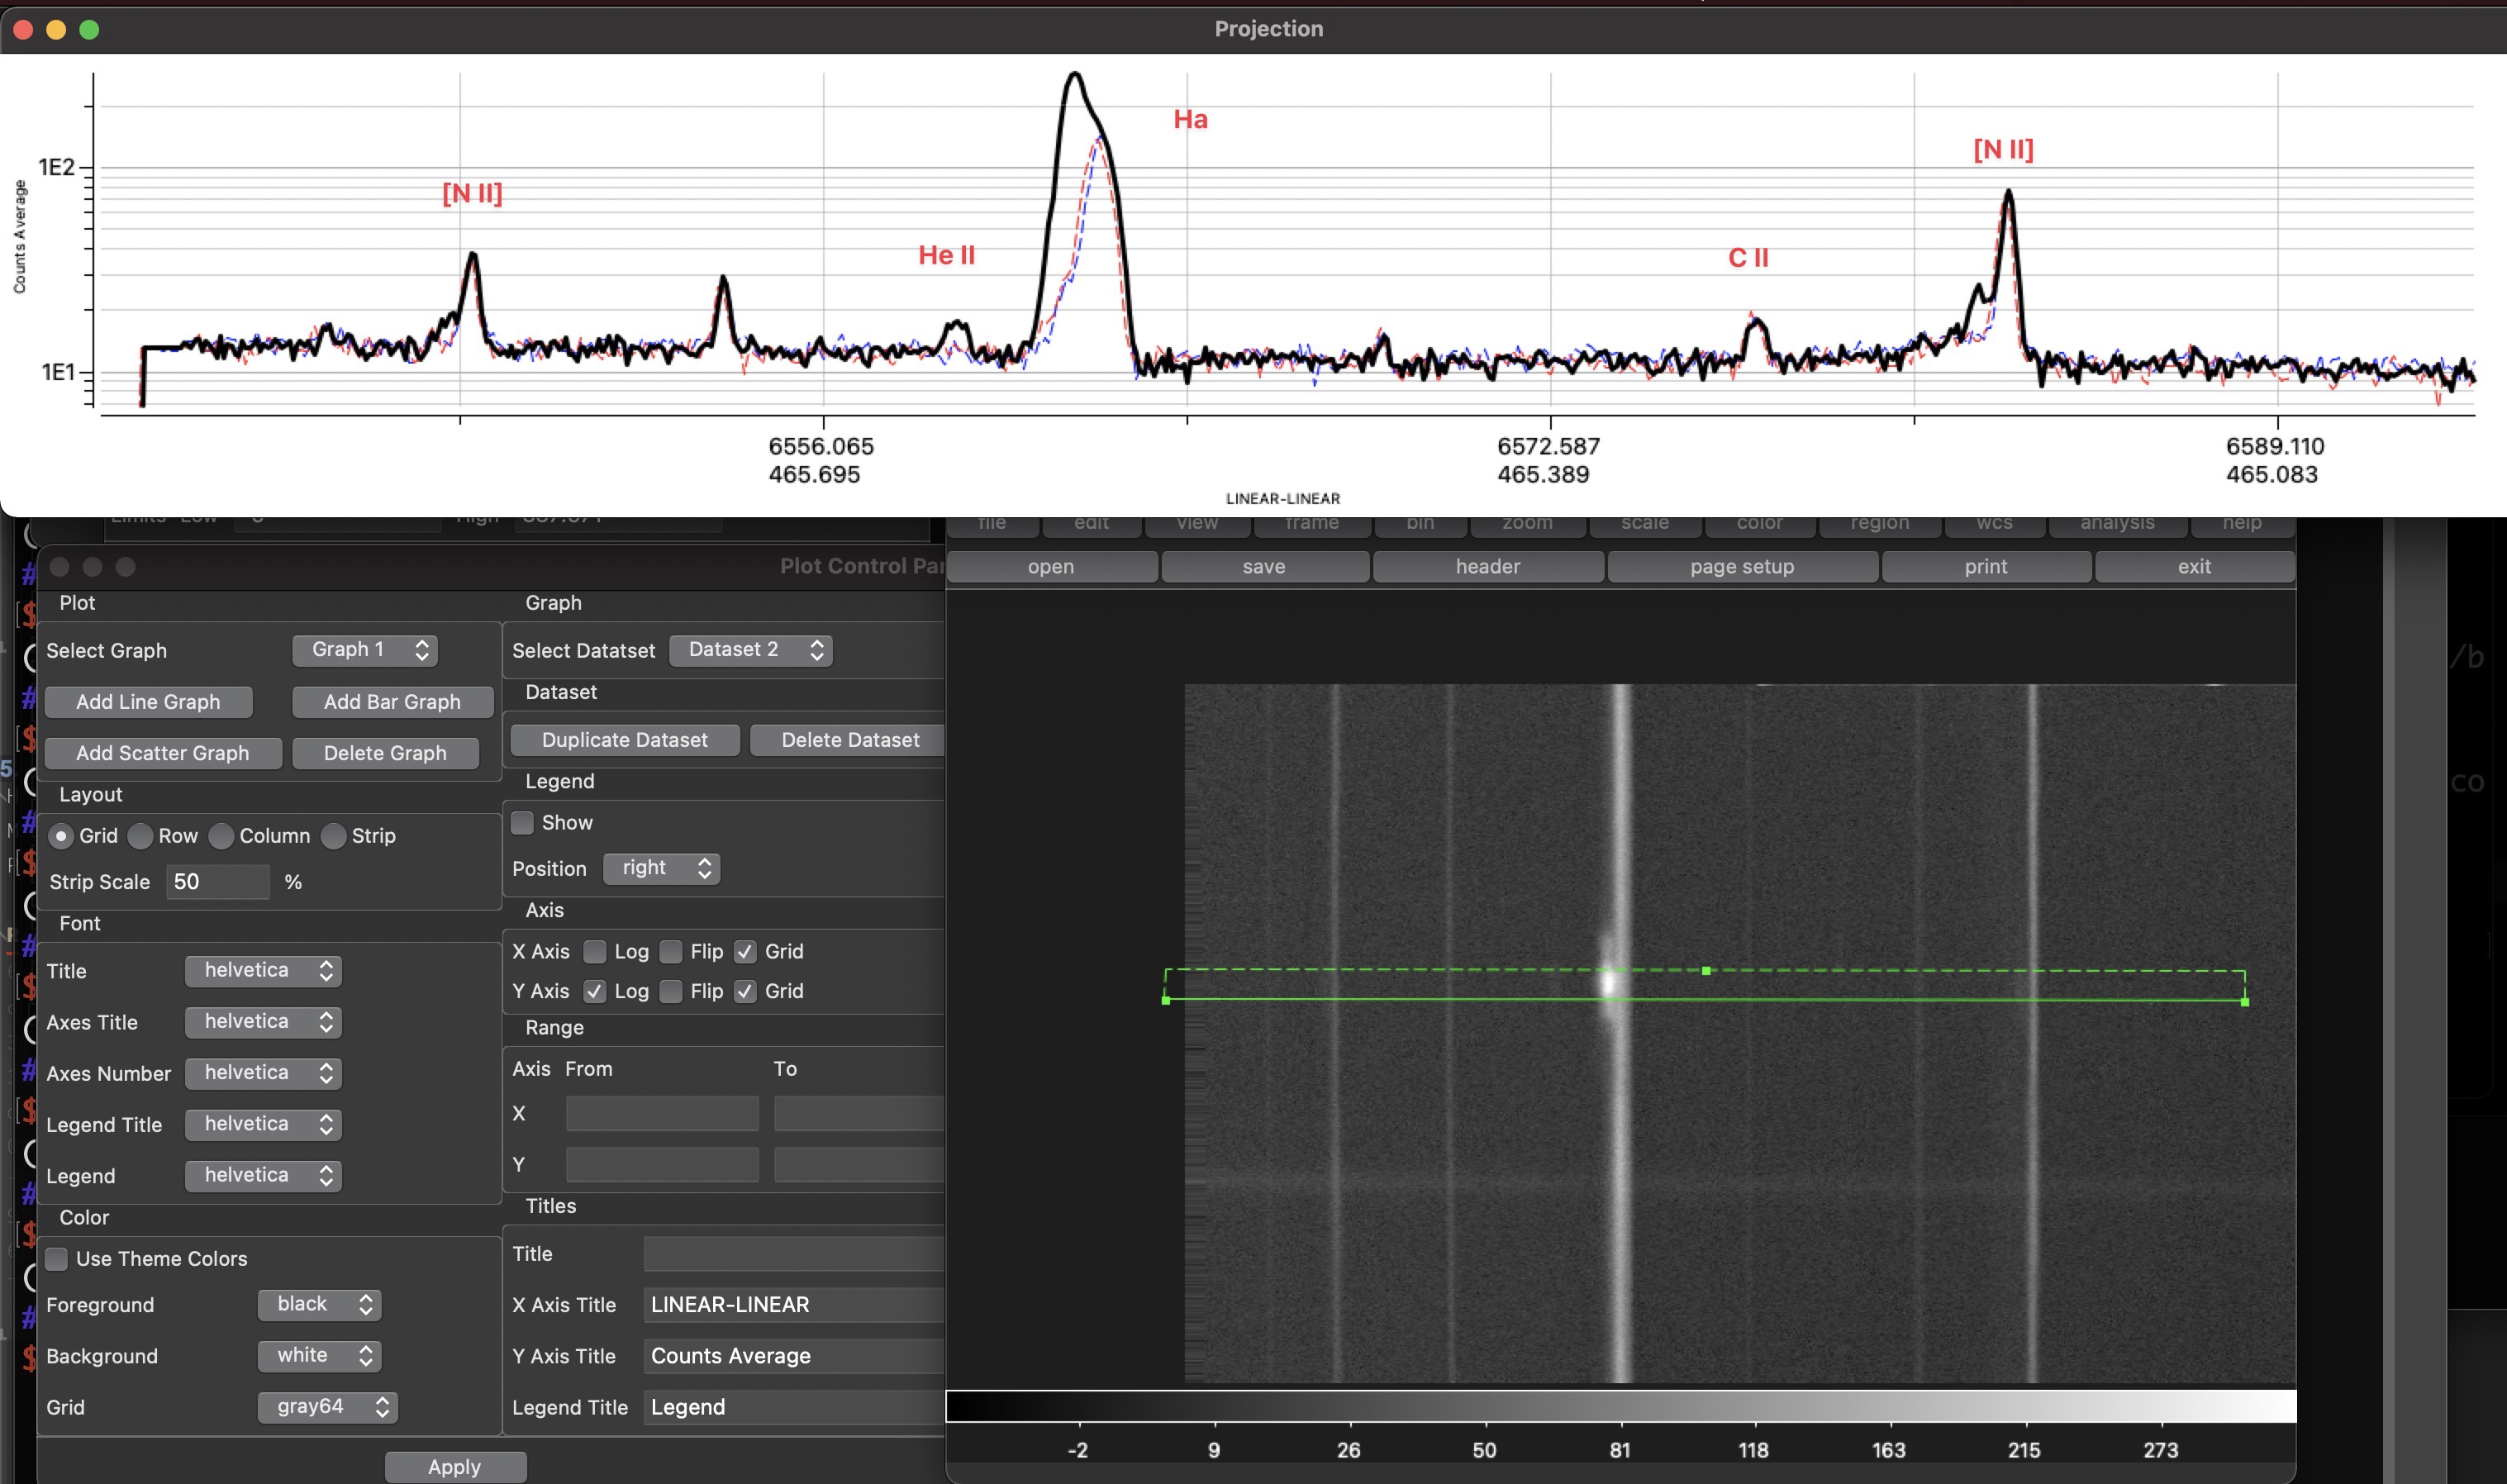 Projection
Ha
[N II]
1E2
[N II]
He II
C II
Counts Average
1E1
6556.065
465.695
6572.587
465.389
6589.110
465.083
LINEAR-LINEAR
file edit view frame bin zoom scale color region wcs analysis help
open save header page setup print exit
Plot Control Par
Plot
Select Graph Graph 1
Add Line Graph Add Bar Graph
Add Scatter Graph Delete Graph
Layout
Grid Row Column Strip
Strip Scale 50 %
Font
Title helvetica
Axes Title helvetica
Axes Number helvetica
Legend Title helvetica
Legend helvetica
Color
Use Theme Colors
Foreground black
Background white
Grid gray64
Apply
Graph
Select Datatset Dataset 2
Dataset
Duplicate Dataset Delete Dataset
Legend
Show
Position right
Axis
X Axis Log Flip Grid
Y Axis Log Flip Grid
Range
Axis From To
X
Y
Titles
Title
X Axis Title LINEAR-LINEAR
Y Axis Title Counts Average
Legend Title Legend
-2 9 26 50 81 118 163 215 273
/b
co